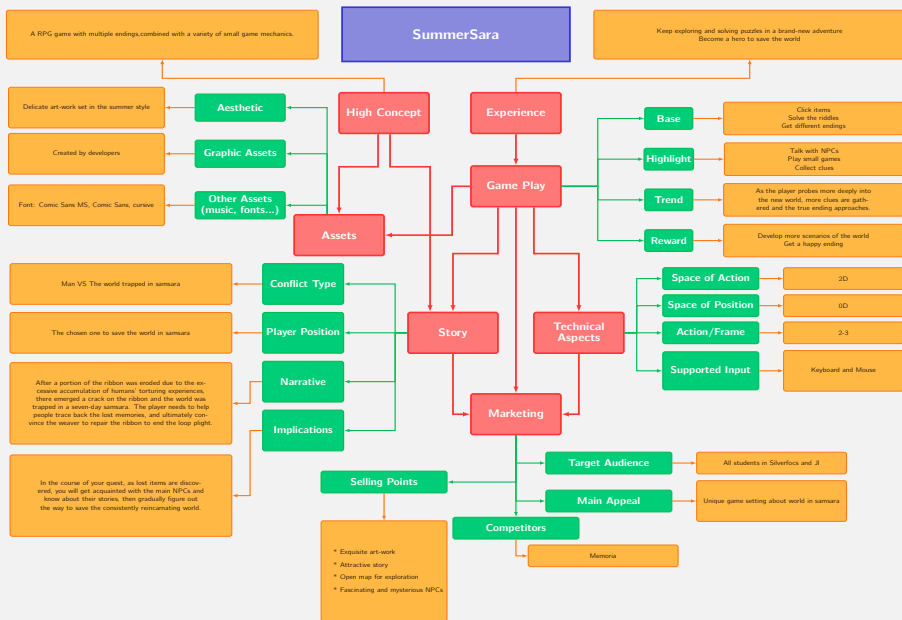 SummerSara
A RPG game with multiple endings,combined with a variety of small game mechanics.
Keep exploring and solving puzzles in a brand-new adventure
Become a hero to save the world
High Concept
Experience
Aesthetic
Delicate art-work set in the summer style
Graphic Assets
Created by developers
Other Assets
(music, fonts...)
Font: Comic Sans MS, Comic Sans, cursive
Assets
Game Play
Base
Click items
Solve the riddles
Get different endings
Highlight
Talk with NPCs
Play small games
Collect clues
Trend
As the player probes more deeply into
the new world, more clues are gath-
ered and the true ending approaches.
Reward
Develop more scenarios of the world
Get a happy ending
Conflict Type
Man VS The world trapped in samsara
Player Position
The chosen one to save the world in samsara
Narrative
After a portion of the ribbon was eroded due to the ex-
cessive accumulation of humans' torturing experiences,
there emerged a crack on the ribbon and the world was
trapped in a seven-day samsara. The player needs to help
people trace back the lost memories, and ultimately con-
vince the weaver to repair the ribbon to end the loop plight.
Implications
In the course of your quest, as lost items are discov-
ered, you will get acquainted with the main NPCs and
know about their stories, then gradually figure out
the way to save the consistently reincarnating world.
Story
Technical
Aspects
Space of Action
2D
Space of Position
0D
Action/Frame
2-3
Supported Input
Keyboard and Mouse
Marketing
Target Audience
All students in Silverfocs and JI
Main Appeal
Unique game setting about world in samsara
Selling Points
* Exquisite art-work
* Attractive story
* Open map for exploration
* Fascinating and mysterious NPCs
Competitors
Memoria